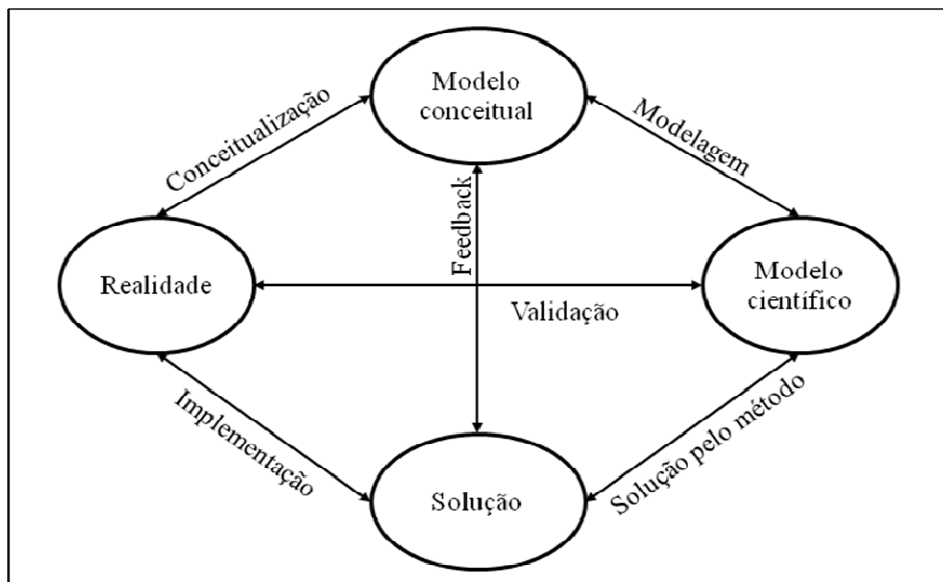 Modelo
conceitual
Conceitualização
Modelagem
Feedback
Realidade
Modelo
científico
Validação
Implementação
Solução pelo método
Solução